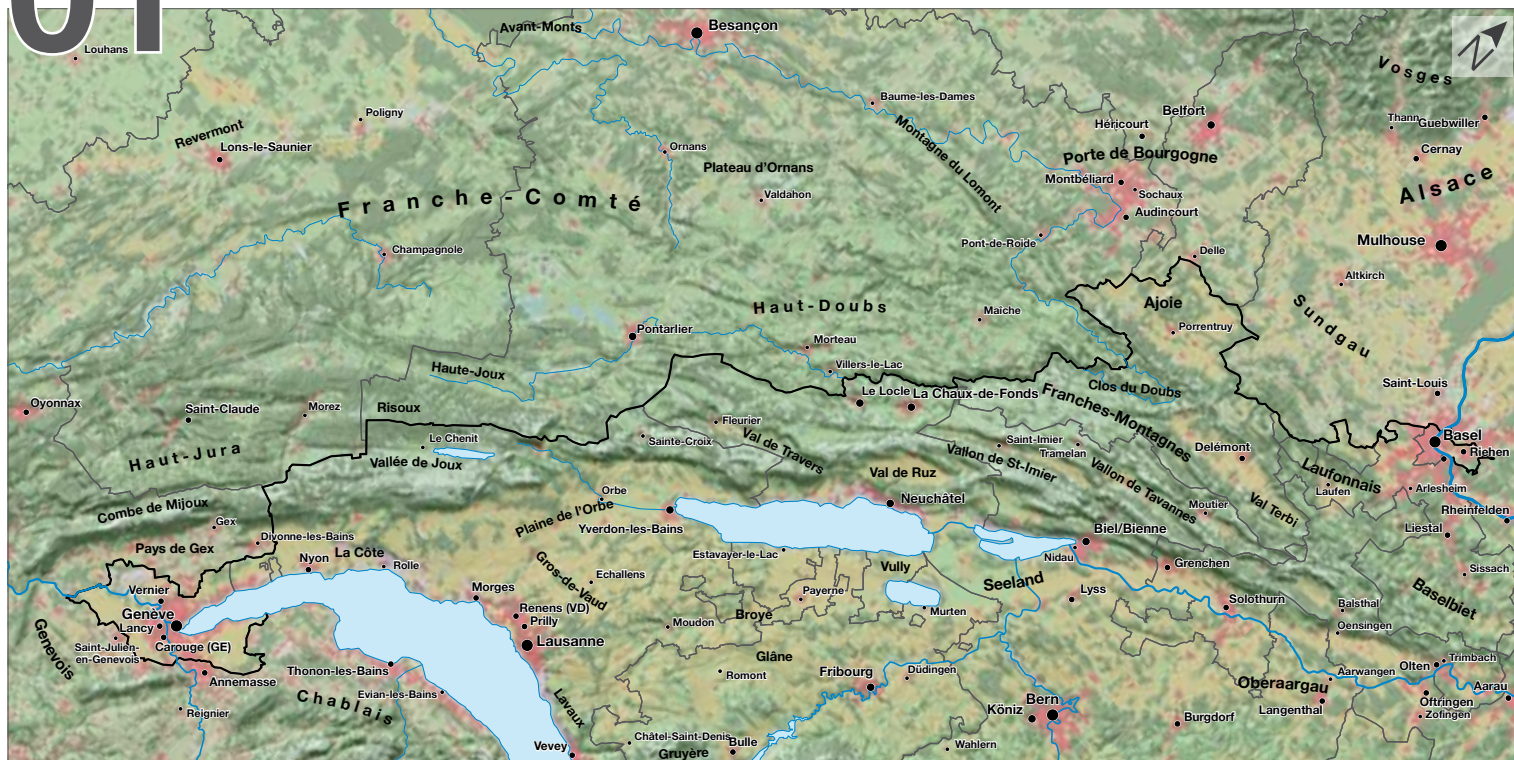 01
Louhans
Avant-Monts
Besançon
N
Vosges
Baume-les-Dames
Poligny
Revermont
Lons-le-Saunier
Ornans
Plateau d'Ornans
Valdahon
Montagne du Lomont
Héricourt
Belfort
Porte de Bourgogne
Montbéliard
Sochaux
Audincourt
Thann
Guebwiller
Cernay
Alsace
Mulhouse
Franche-Comté
Champagnole
Pont-de-Roide
Delle
Altkirch
Sundgau
Haut-Doubs
Maîche
Ajoie
Porrentruy
Pontarlier
Morteau
Villers-le-Lac
Haute-Joux
Le Locle
La Chaux-de-Fonds
Clos du Doubs
Franches-Montagnes
Saint-Louis
Oyonnax
Saint-Claude
Morez
Risoux
Fleurier
Sainte-Croix
Val de Travers
Saint-Imier
Tramelan
Vallon de St-Imier
Delémont
Basel
Riehen
Haut-Jura
Le Chenit
Vallée de Joux
Val de Ruz
Vallon de Tavannes
Moutier
Val Terbi
Laufonnais
Laufen
Arlesheim
Rheinfelden
Combe de Mijoux
Gex
Divonne-les-Bains
Orbe
Plaine de l'Orbe
Yverdon-les-Bains
Neuchâtel
Biel/Bienne
Nidau
Liestal
Pays de Gex
Nyon
La Côte
Rolle
Estavayer-le-Lac
Vully
Seeland
Grenchen
Sissach
Gros-de-Vaud
Echallens
Payerne
Murten
Lyss
Solothurn
Balsthal
Baselbiet
Vernier
Genève
Lancy
Carouge (GE)
Saint-Julien-
en-Genevois
Genevois
Morges
Renens (VD)
Prilly
Lausanne
Moudon
Broye
Oensingen
Annemasse
Thonon-les-Bains
Evian-les-Bains
Chablais
Reignier
Lavaux
Vevey
Glâne
Romont
Fribourg
Düdingen
Châtel-Saint-Denis
Bulle
Gruyère
Köniz
Bern
Wahlern
Burgdorf
Oberaargau
Langenthal
Aarwangen
Olten
Trimbach
Aarau
Oftringen
Zofingen